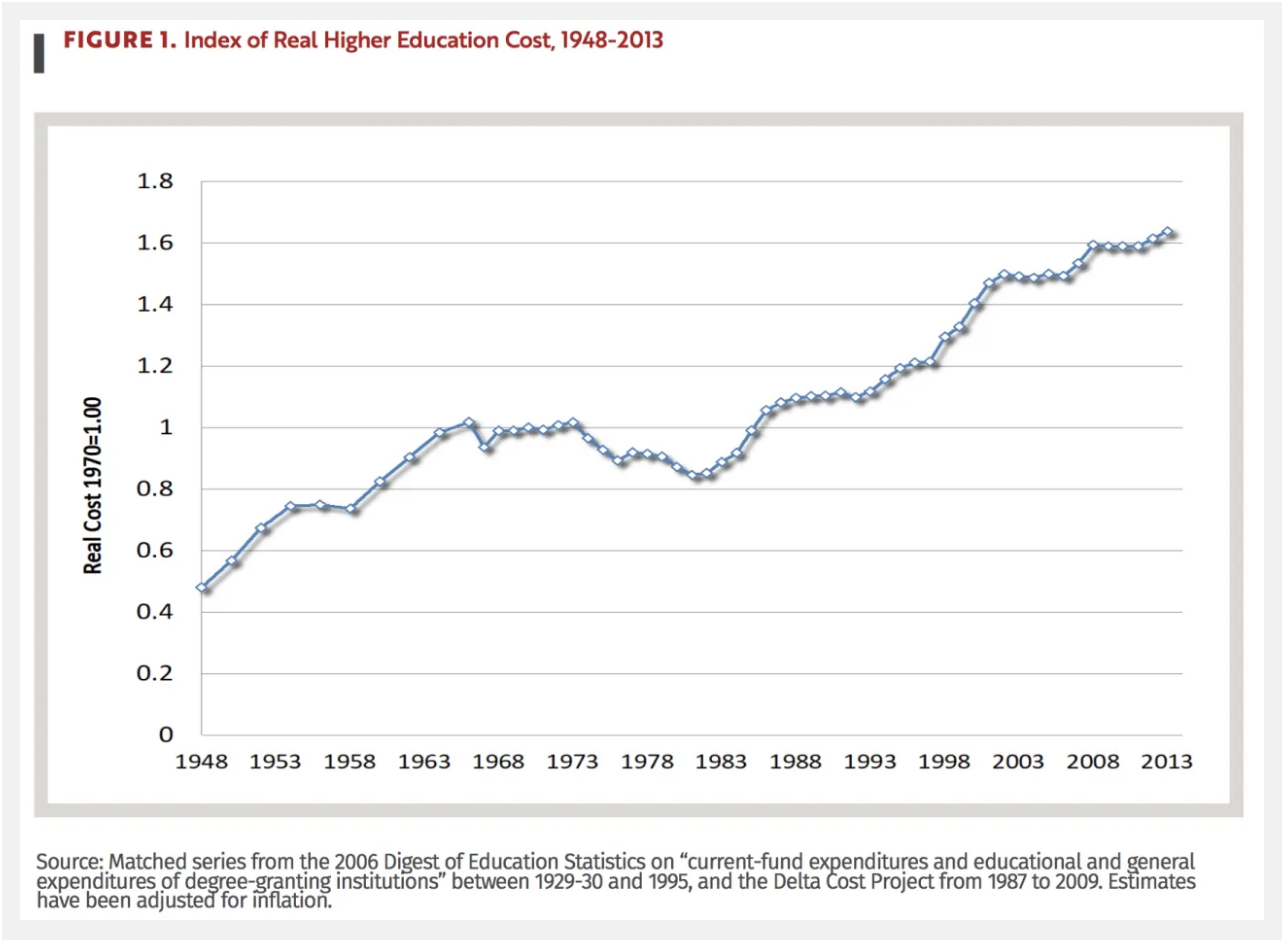 FIGURE 1. Index of Real Higher Education Cost, 1948-2013
1.8
1.6
1.4
1.2
1
0.8
0.6
0.4
0.2
0
Real Cost 1970=1.00
1948 1953 1958 1963 1968 1973 1978 1983 1988 1993 1998 2003 2008 2013
Source: Matched series from the 2006 Digest of Education Statistics on “current-fund expenditures and educational and general
expenditures of degree-granting institutions” between 1929-30 and 1995, and the Delta Cost Project from 1987 to 2009. Estimates
have been adjusted for inflation.